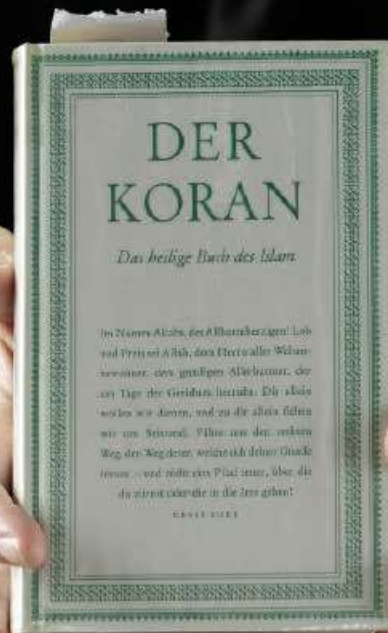 DER
KORAN
Das heilige Buch des Islam
Im Namen Allahs, des Allbarmherzigen! Lob
und Preis sei Allah, dem Herrn aller Welten-
bewohner, dem gnädigen Allerbarmer, der
am Tage des Gerichtes herrscht. Dir allein
wollen wir dienen, und zu dir allein flehen
wir um Beistand. Führe uns den rechten
Weg, den Weg derer, welche sich deiner Gnade
freuen – und nicht den Pfad jener, über die
du zürnst oder die in die Irre gehen!
ERSTE SURE